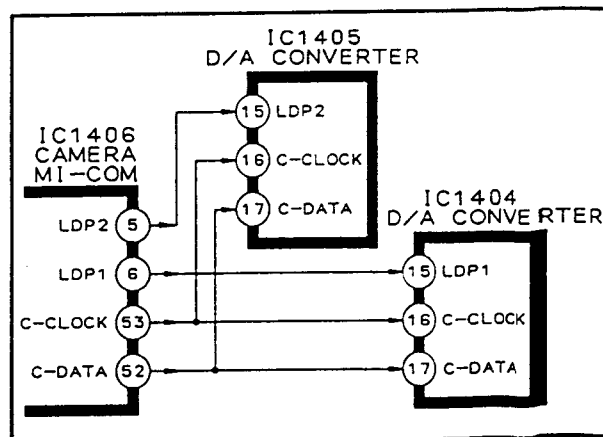 IC1405
D/A CONVERTER
15 LDP2
16 C-CLOCK
17 C-DATA
IC1406
CAMERA
MI-COM
LDP2 5
LDP1 6
C-CLOCK 53
C-DATA 52
IC1404
D/A CONVERTER
15 LDP1
16 C-CLOCK
17 C-DATA